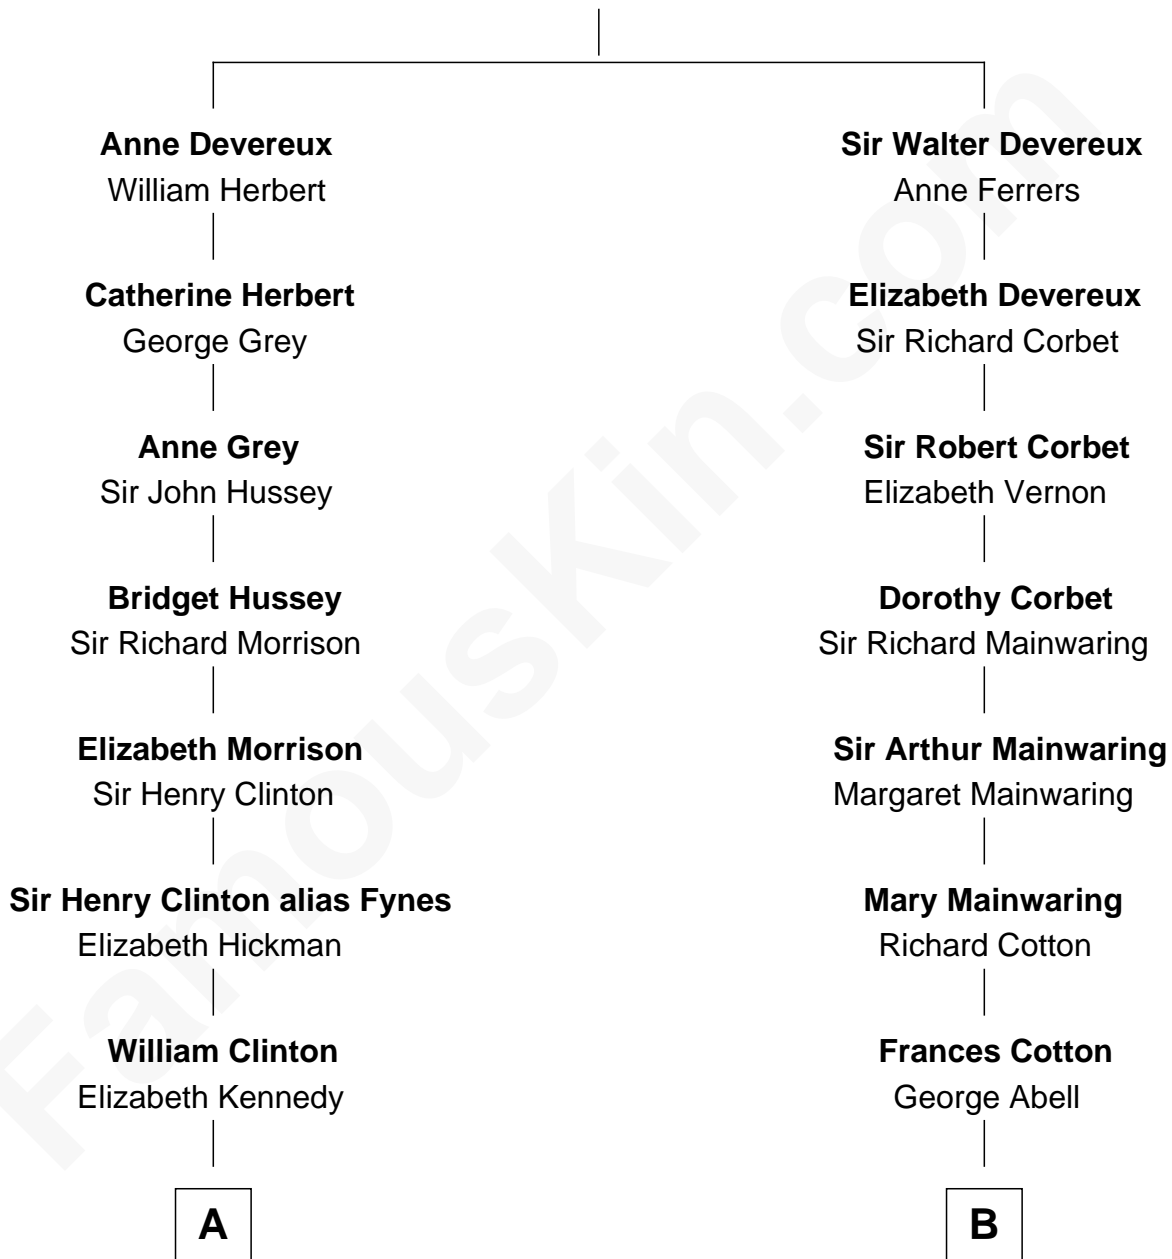 Anne Devereux
William Herbert
Catherine Herbert
George Grey
Anne Grey
Sir John Hussey
Bridget Hussey
Sir Richard Morrison
Elizabeth Morrison
Sir Henry Clinton
Sir Henry Clinton alias Fynes
Elizabeth Hickman
William Clinton
Elizabeth Kennedy
A
Sir Walter Devereux
Anne Ferrers
Elizabeth Devereux
Sir Richard Corbet
Sir Robert Corbet
Elizabeth Vernon
Dorothy Corbet
Sir Richard Mainwaring
Sir Arthur Mainwaring
Margaret Mainwaring
Mary Mainwaring
Richard Cotton
Frances Cotton
George Abell
B
FamousKin.com